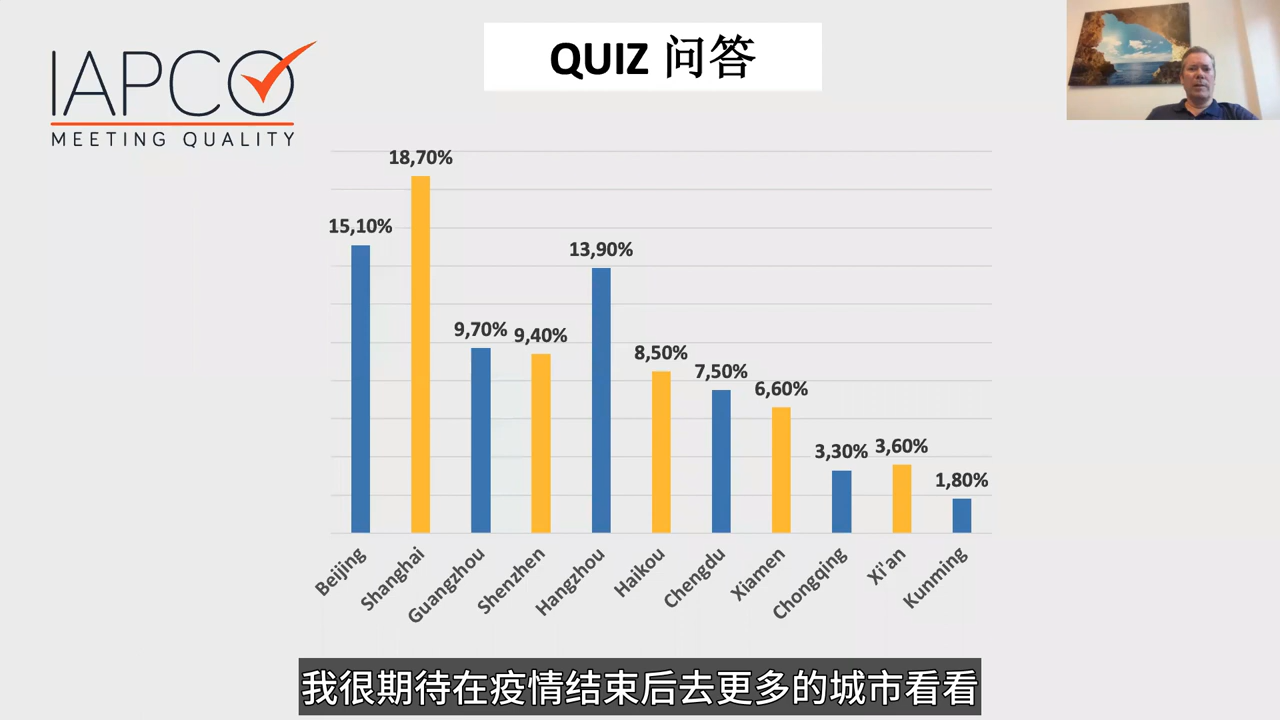 IAPCO
MEETING QUALITY
QUIZ 问答
18,70%
15,10%
13,90%
9,70%
9,40%
8,50%
7,50%
6,60%
3,30%
3,60%
1,80%
Beijing
Shanghai
Guangzhou
Shenzhen
Hangzhou
Haikou
Chengdu
Xiamen
Chongqing
Xi'an
Kunming
我很期待在疫情结束后去更多的城市看看